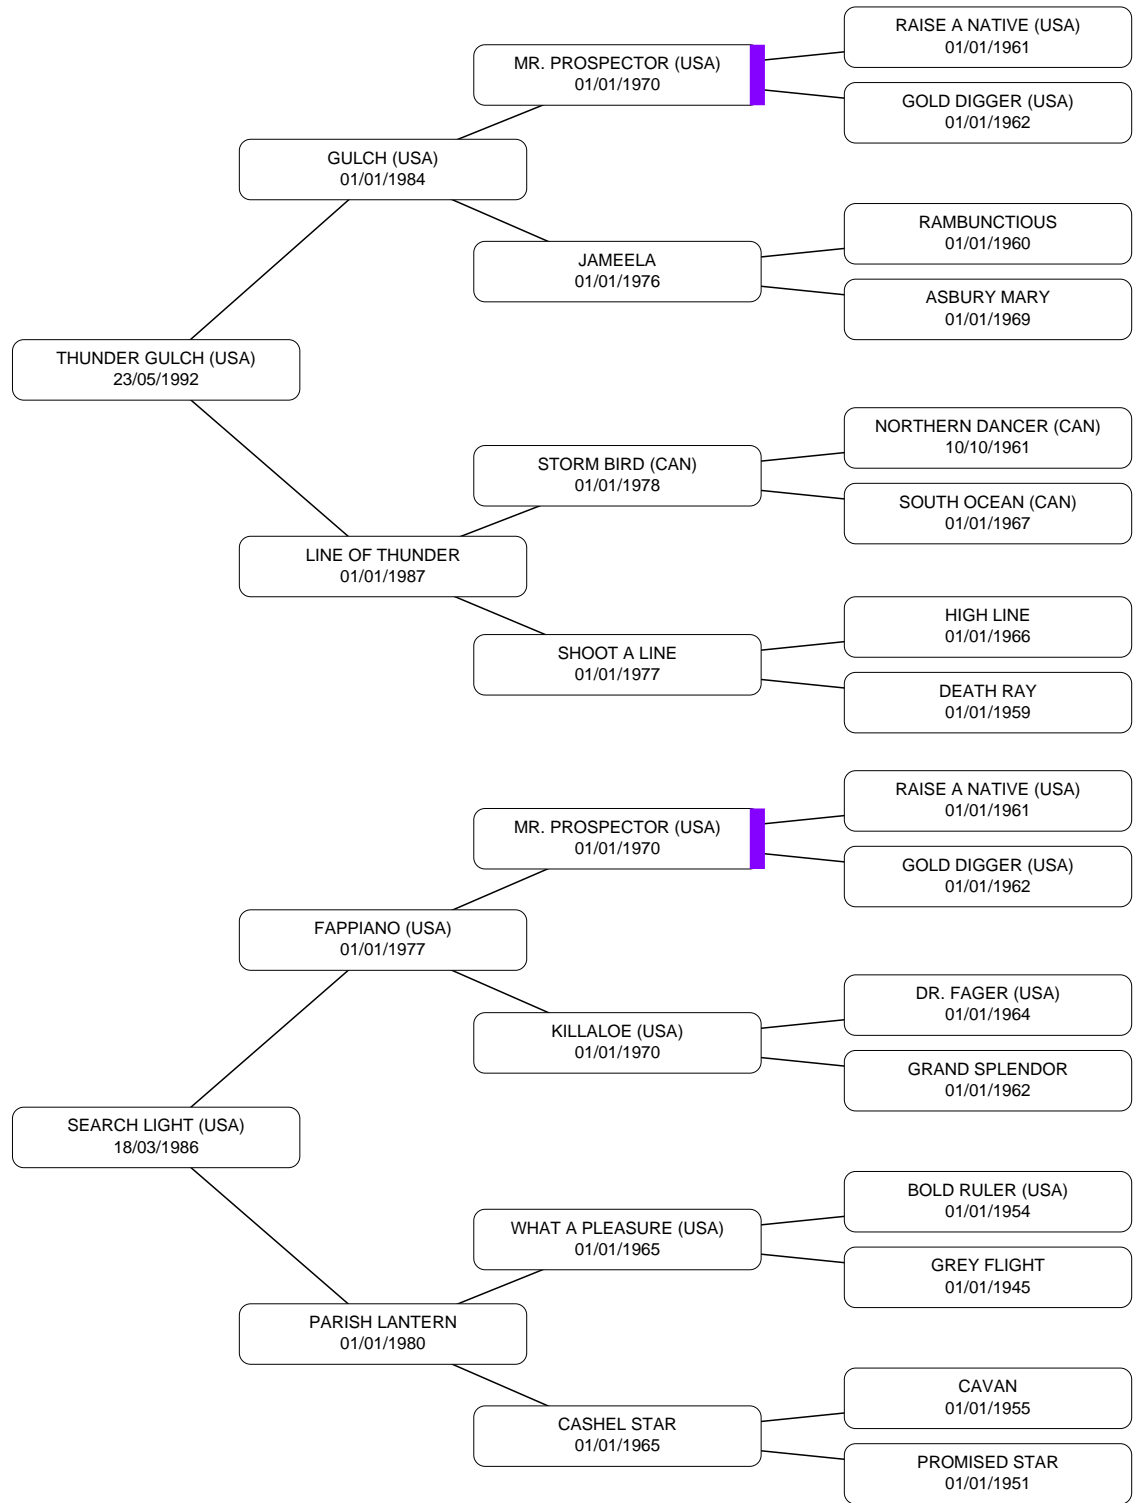 RAISE A NATIVE (USA)
01/01/1961
MR. PROSPECTOR (USA)
01/01/1970
GOLD DIGGER (USA)
01/01/1962
GULCH (USA)
01/01/1984
RAMBUNCTIOUS
01/01/1960
JAMEELA
01/01/1976
ASBURY MARY
01/01/1969
THUNDER GULCH (USA)
23/05/1992
NORTHERN DANCER (CAN)
10/10/1961
STORM BIRD (CAN)
01/01/1978
SOUTH OCEAN (CAN)
01/01/1967
LINE OF THUNDER
01/01/1987
HIGH LINE
01/01/1966
SHOOT A LINE
01/01/1977
DEATH RAY
01/01/1959
RAISE A NATIVE (USA)
01/01/1961
MR. PROSPECTOR (USA)
01/01/1970
GOLD DIGGER (USA)
01/01/1962
FAPPIANO (USA)
01/01/1977
DR. FAGER (USA)
01/01/1964
KILLALOE (USA)
01/01/1970
GRAND SPLENDOR
01/01/1962
SEARCH LIGHT (USA)
18/03/1986
BOLD RULER (USA)
01/01/1954
WHAT A PLEASURE (USA)
01/01/1965
GREY FLIGHT
01/01/1945
PARISH LANTERN
01/01/1980
CAVAN
01/01/1955
CASHEL STAR
01/01/1965
PROMISED STAR
01/01/1951